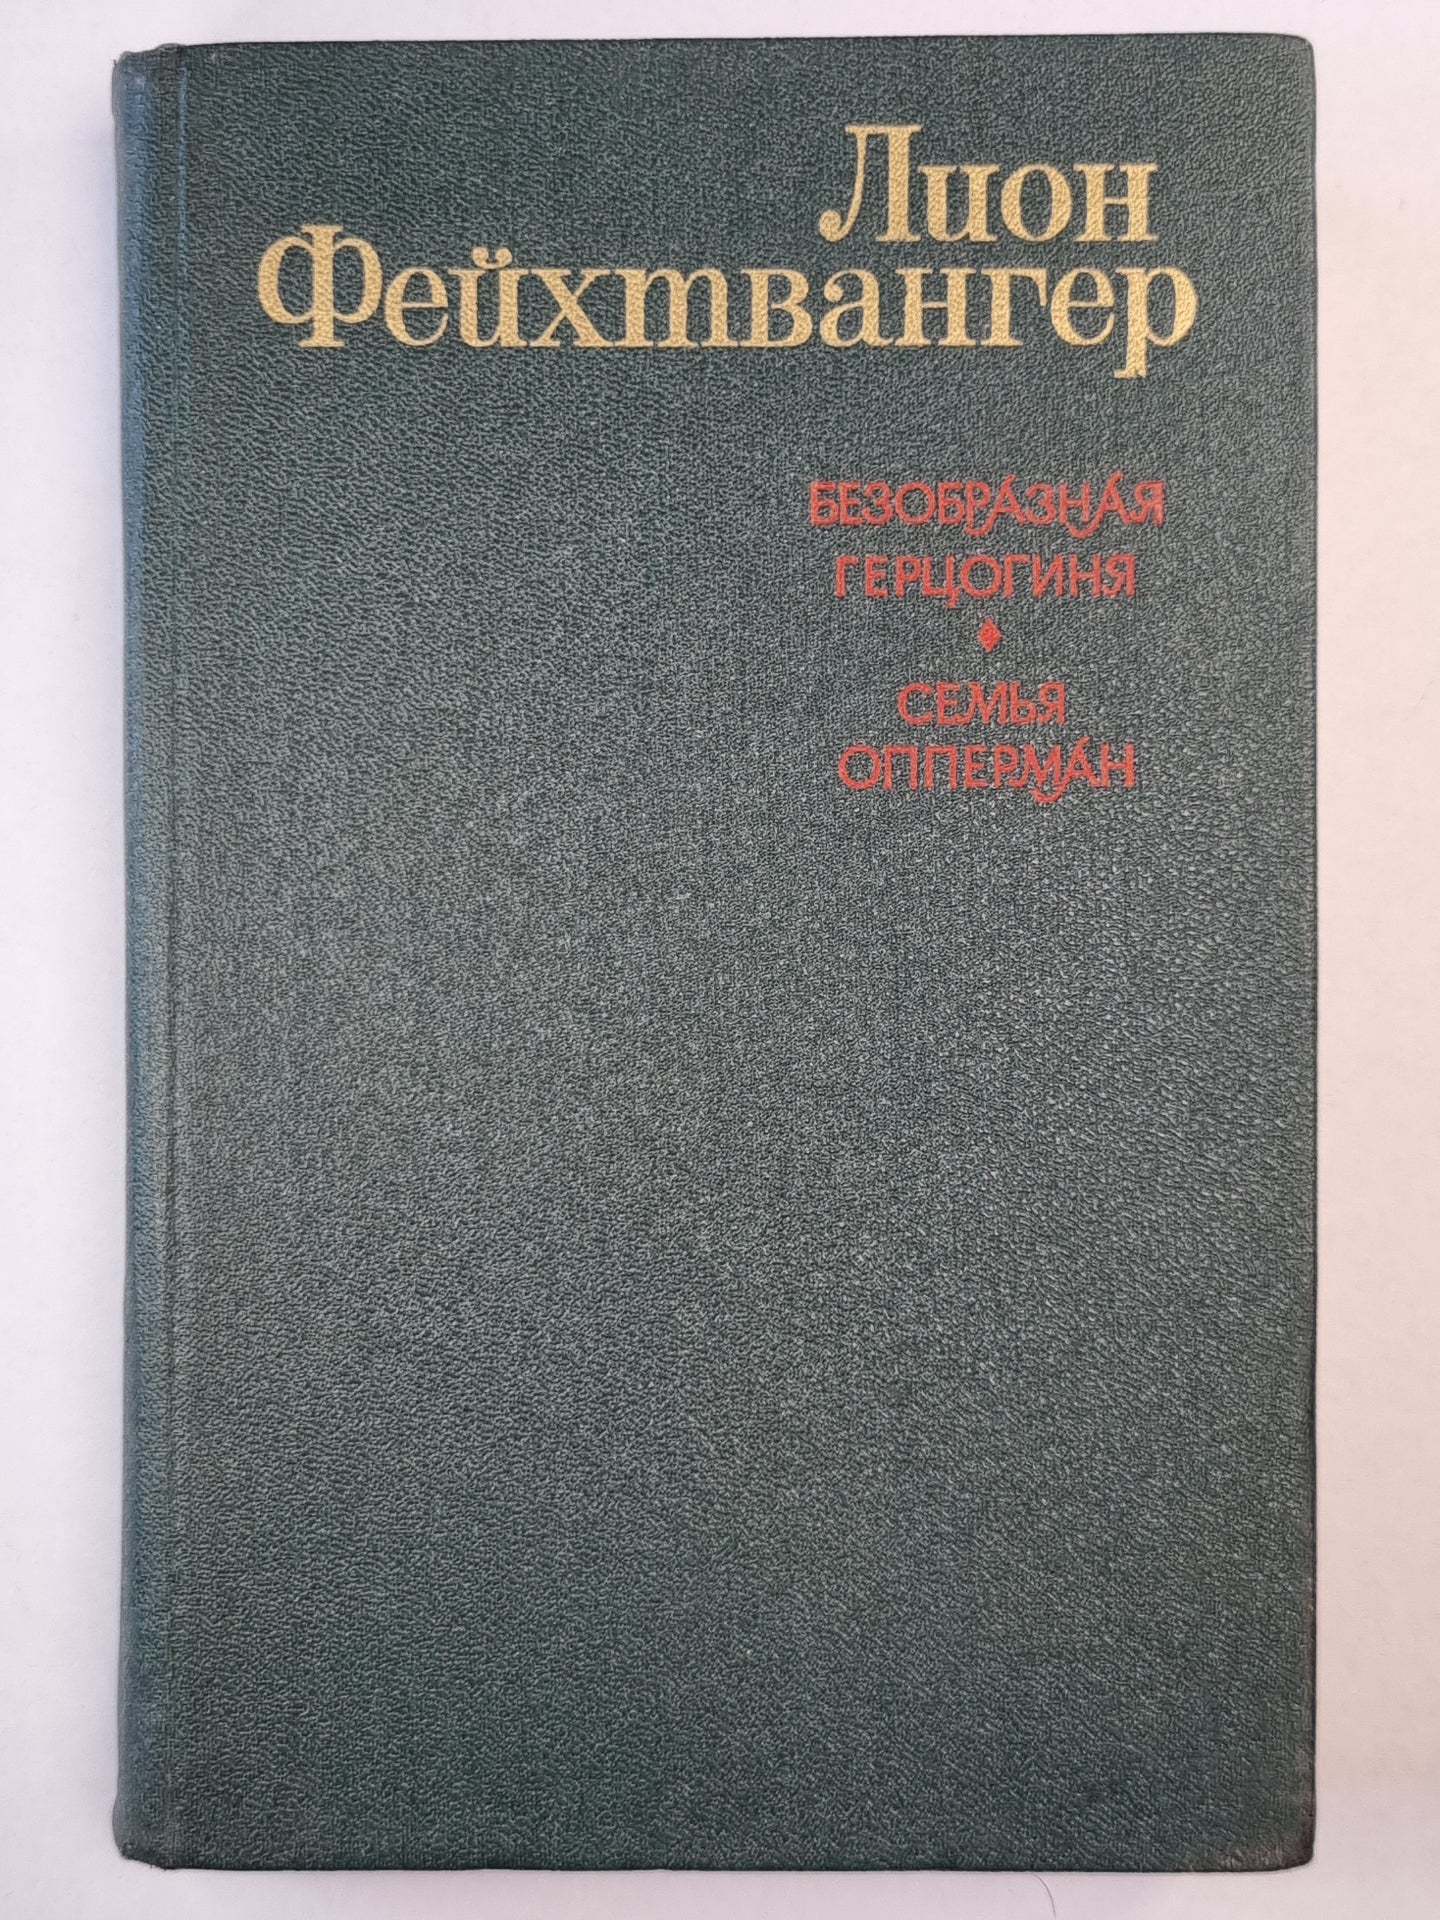 Лион
Фейхтвангер
БЕЗОБРАЗНАЯ
ГЕРЦОГИНЯ
СЕМЬЯ
ОППЕРМАН